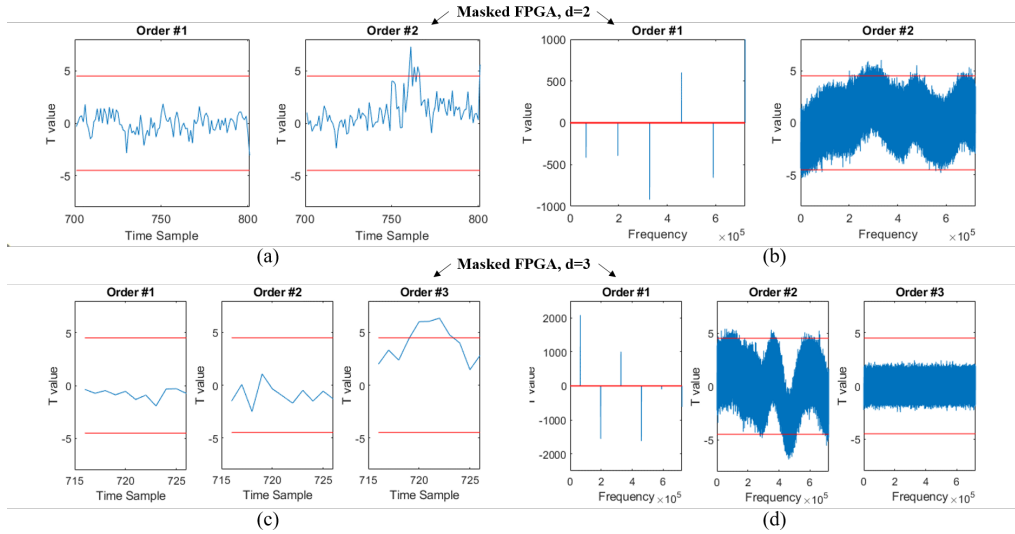 Masked FPGA, d=2
Order #1
Order #2
Order #1
Order #2
T value
5
0
-5
700
750
800
Time Sample
T value
5
0
-5
700
750
800
Time Sample
T value
1000
500
0
-500
-1000
0
2
4
6
×10^5
Frequency
T value
5
0
-5
0
2
4
6
×10^5
Frequency
(a)
(b)
Masked FPGA, d=3
Order #1
Order #2
Order #3
Order #1
Order #2
Order #3
T value
5
0
-5
715
720
725
Time Sample
T value
5
0
-5
715
720
725
Time Sample
T value
5
0
-5
715
720
725
Time Sample
2000
1000
0
-1000
-2000
0
2
4
6
Frequency ×10^5
T value
5
0
-5
0
2
4
6
Frequency ×10^5
T value
5
0
-5
0
2
4
6
Frequency ×10^5
(c)
(d)